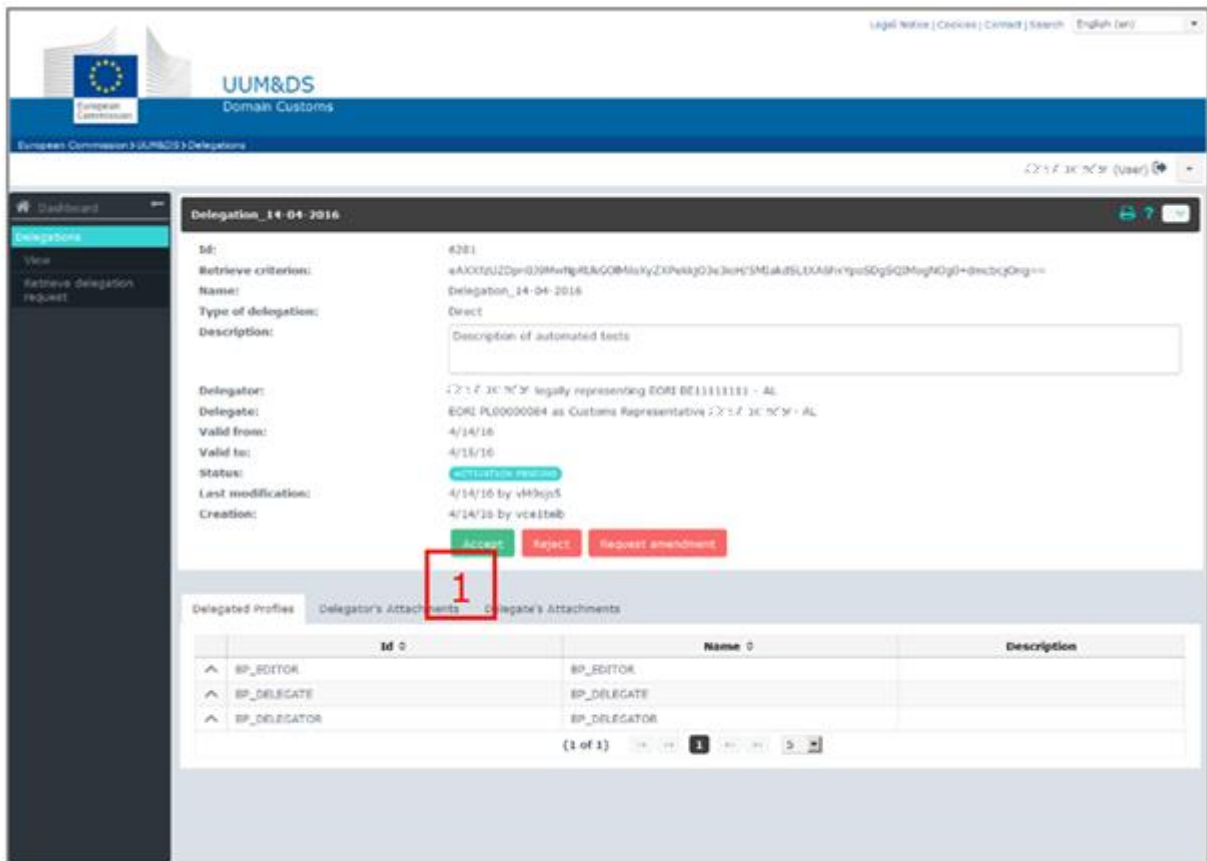 Legal Notice | Cookies | Contact | Search English (en)
UUM&DS
European Commission
Domain Customs
European Commission > UUM&DS > Delegations
(User)
Dashboard
Delegations
View
Retrieve delegation request
Delegation_14-04-2016
?
Id:
Retrieve criterion:
Name: Delegation_14-04-2016
Type of delegation: Direct
Description: Description of automated tests
Delegator: legally representing EORI BE11111111 - AL
Delegate: EORI PL00000084 as Customs Representative - AL
Valid from: 4/14/16
Valid to: 4/15/16
Status: ACTIVATION PENDING
Last modification: 4/14/16 by
Creation: 4/14/16 by
Accept Reject Request amendment
1
Delegated Profiles Delegator's Attachments Delegate's Attachments
Id Name Description
BP_EDITOR BP_EDITOR
BP_DELEGATE BP_DELEGATE
BP_DELEGATOR BP_DELEGATOR
(1 of 1) 1 5